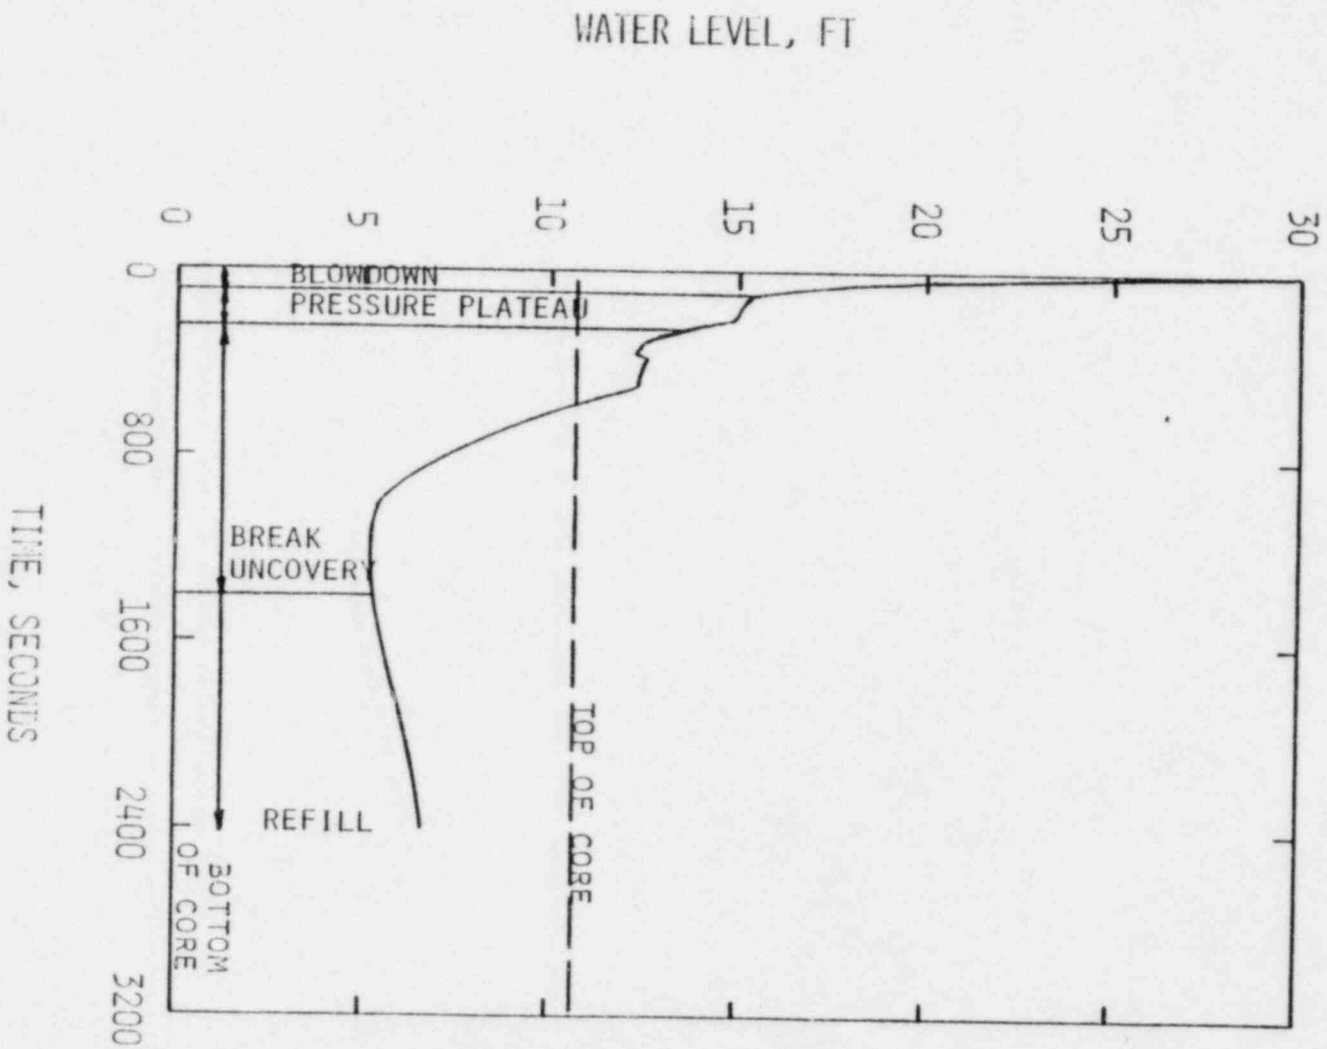 WATER LEVEL, FT
0
5
10
15
20
25
30
0
800
1600
2400
3200
TIME, SECONDS
BLOWDOWN
PRESSURE PLATEAU
BREAK
UNCOVERY
REFILL
TOP OF CORE
BOTTOM
OF CORE